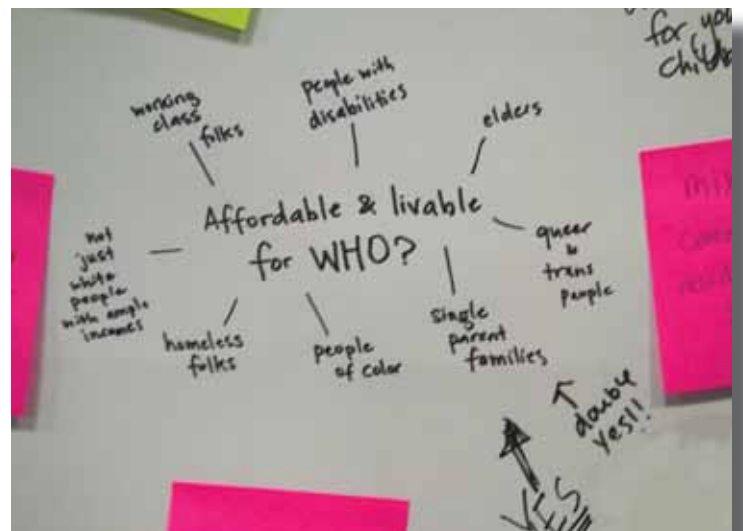 for you
working
class
folks
people with
disabilities
elders
Affordable & livable
for WHO?
not
just
white
people
with ample
incomes
queer
&
trans
people
homeless
folks
people
of color
single
parent
families
double
yes!!
YES